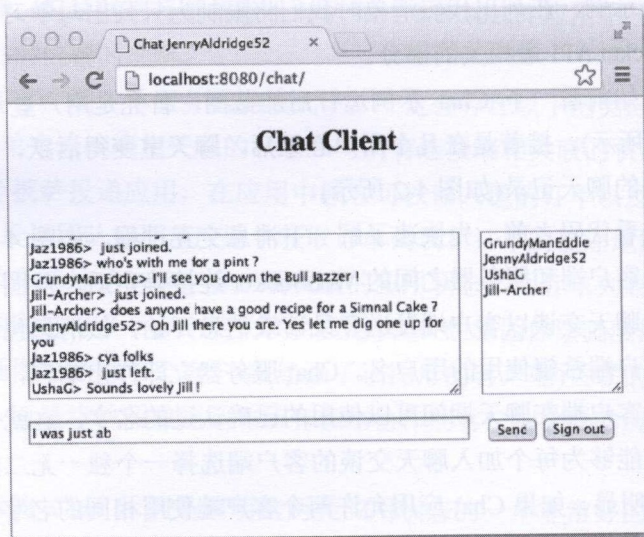 Chat JennyAldridge52
localhost:8080/chat/
Chat Client
Jaz1986> just joined.
Jaz1986> who's with me for a pint ?
GrundyManEddie> I'll see you down the Bull Jazzer !
Jill-Archer> just joined.
Jill-Archer> does anyone have a good recipe for a Simnal Cake ?
JennyAldridge52> Oh Jill there you are. Yes let me dig one up for
you
Jaz1986> cya folks
Jaz1986> just left.
UshaG> Sounds lovely Jill !
GrundyManEddie
JennyAldridge52
UshaG
Jill-Archer
I was just ab
Send
Sign out